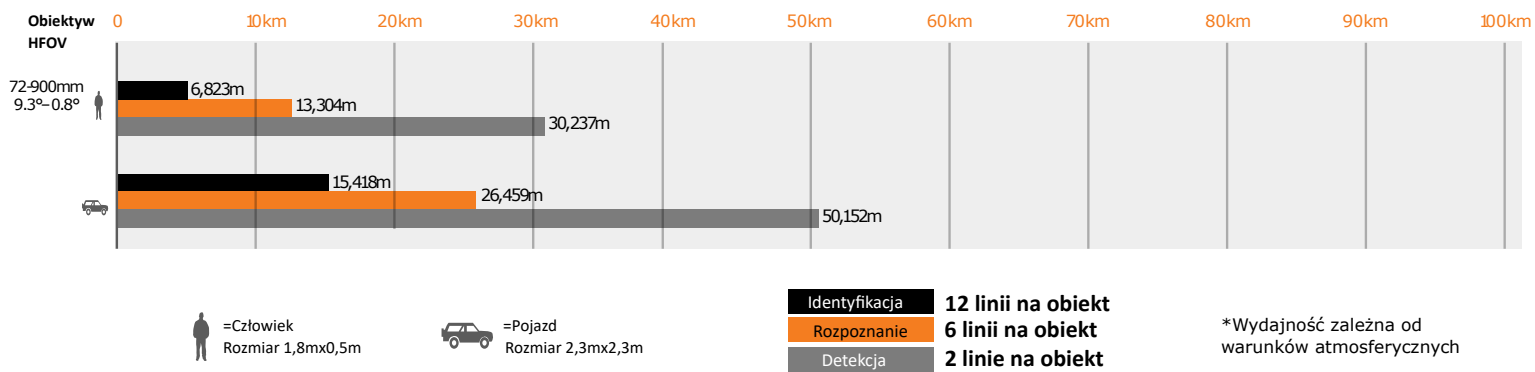 Obiektyw 0 10km 20km 30km 40km 50km 60km 70km 80km 90km 100km
HFOV
72-900mm
9.3°–0.8°
6,823m
13,304m
30,237m
15,418m
26,459m
50,152m
=Człowiek
Rozmiar 1,8mx0,5m
=Pojazd
Rozmiar 2,3mx2,3m
Identyfikacja 12 linii na obiekt
Rozpoznanie 6 linii na obiekt
Detekcja 2 linie na obiekt
*Wydajność zależna od
warunków atmosferycznych